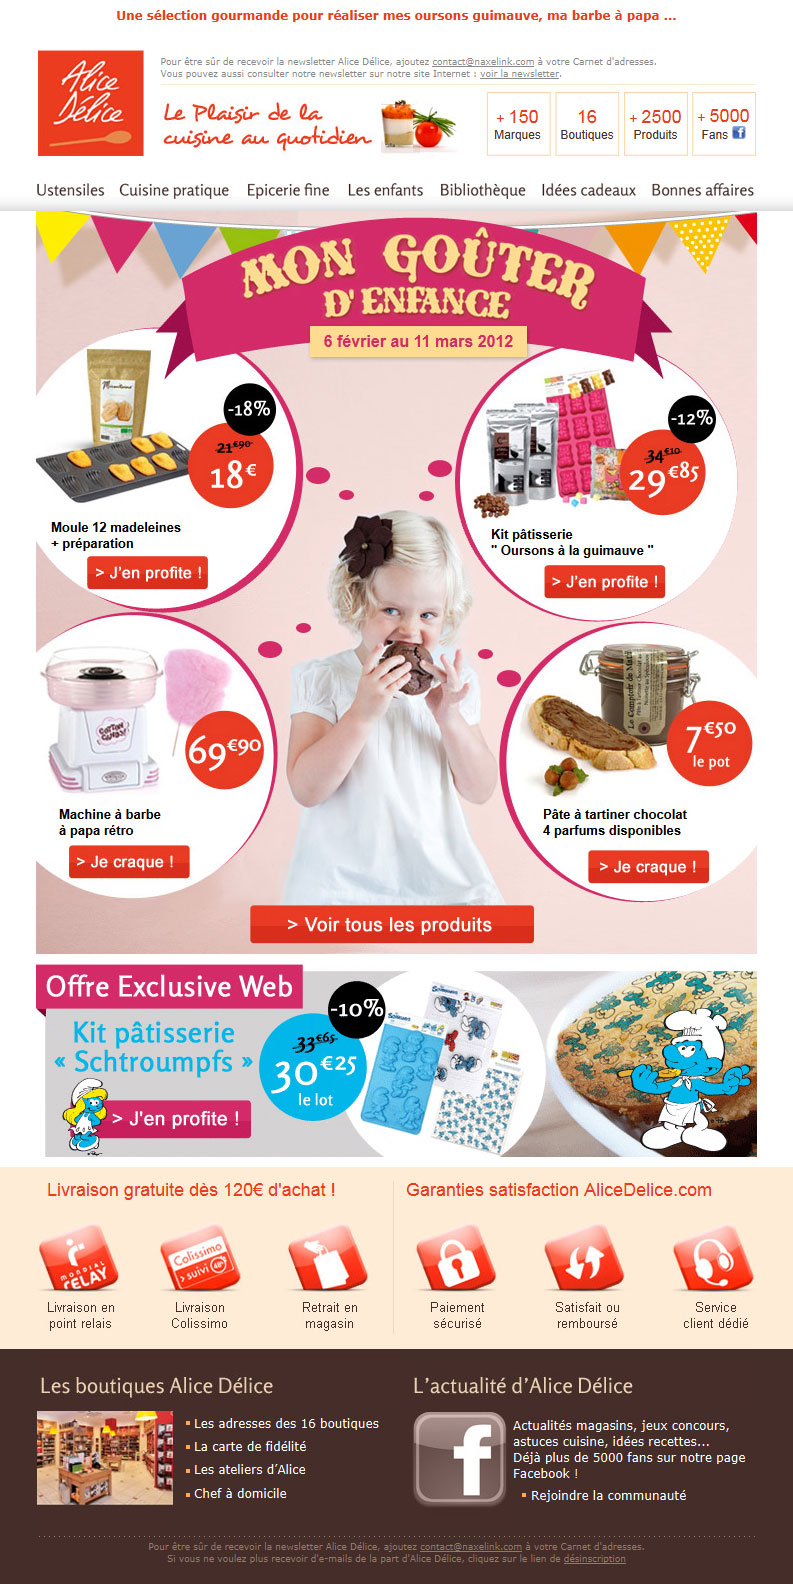 Une sélection gourmande pour réaliser mes oursons guimauve, ma barbe à papa ...
Alice
Délice
Pour être sûr de recevoir la newsletter Alice Délice, ajoutez contact@naxelink.com à votre Carnet d'adresses.
Vous pouvez aussi consulter notre newsletter sur notre site Internet : voir la newsletter.
Le Plaisir de la
cuisine au quotidien
+ 150
Marques
16
Boutiques
+ 2500
Produits
+ 5000
Fans f
Ustensiles Cuisine pratique Epicerie fine Les enfants Bibliothèque Idées cadeaux Bonnes affaires
MON GOÛTER
D'ENFANCE
6 février au 11 mars 2012
-18%
21€90
18€
Moule 12 madeleines
+ préparation
> J'en profite !
-12%
34€10
29€85
Kit pâtisserie
" Oursons à la guimauve "
> J'en profite !
COTTON
CANDY
69€90
Machine à barbe
à papa rétro
> Je craque !
7€50
le pot
Pâte à tartiner chocolat
4 parfums disponibles
> Je craque !
> Voir tous les produits
Offre Exclusive Web
Kit pâtisserie
« Schtroumpfs »
> J'en profite !
-10%
33€65
30€25
le lot
Livraison gratuite dès 120€ d'achat !
Garanties satisfaction AliceDelice.com
MONDIAL
RELAY
Livraison en
point relais
Colissimo
> suivi 48H
Livraison
Colissimo
Retrait en
magasin
Paiement
sécurisé
Satisfait ou
remboursé
Service
client dédié
Les boutiques Alice Délice
Les adresses des 16 boutiques
La carte de fidélité
Les ateliers d'Alice
Chef à domicile
L'actualité d'Alice Délice
f
Actualités magasins, jeux concours,
astuces cuisine, idées recettes...
Déjà plus de 5000 fans sur notre page
Facebook !
Rejoindre la communauté
Pour être sûr de recevoir la newsletter Alice Délice, ajoutez contact@naxelink.com à votre Carnet d'adresses.
Si vous ne voulez plus recevoir d'e-mails de la part d'Alice Délice, cliquez sur le lien de désinscription